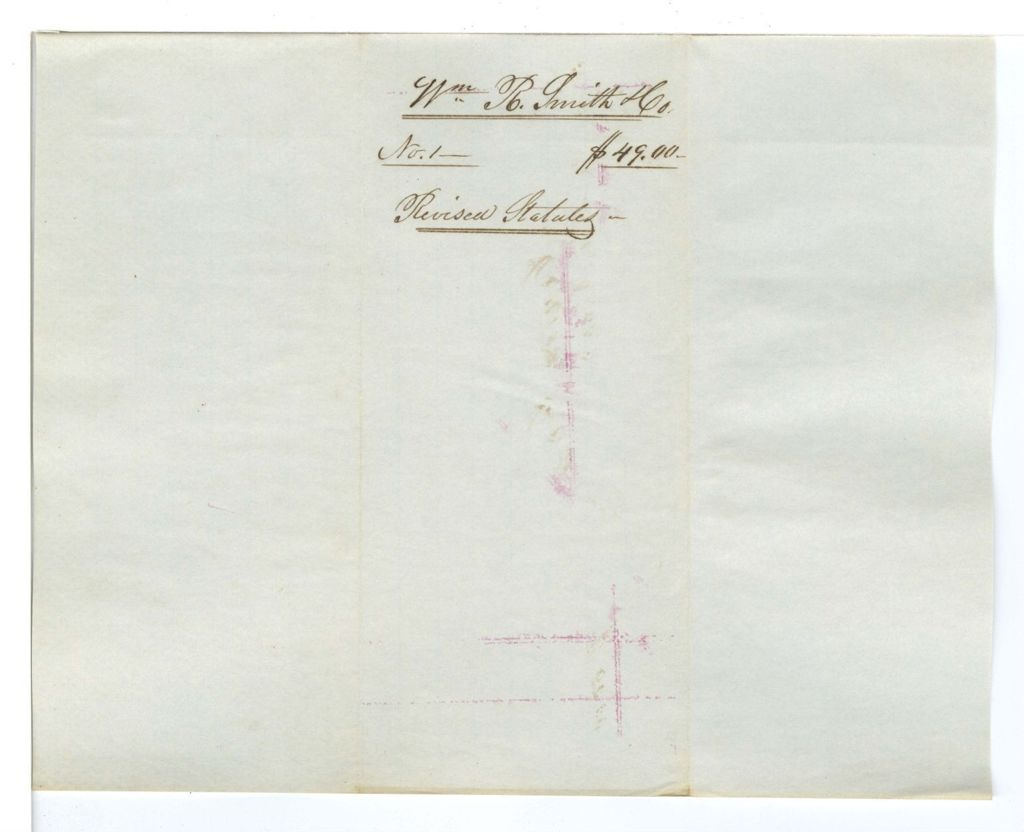 Wm R. Smith & Co.
No. 1 $49.00
Revised Statutes